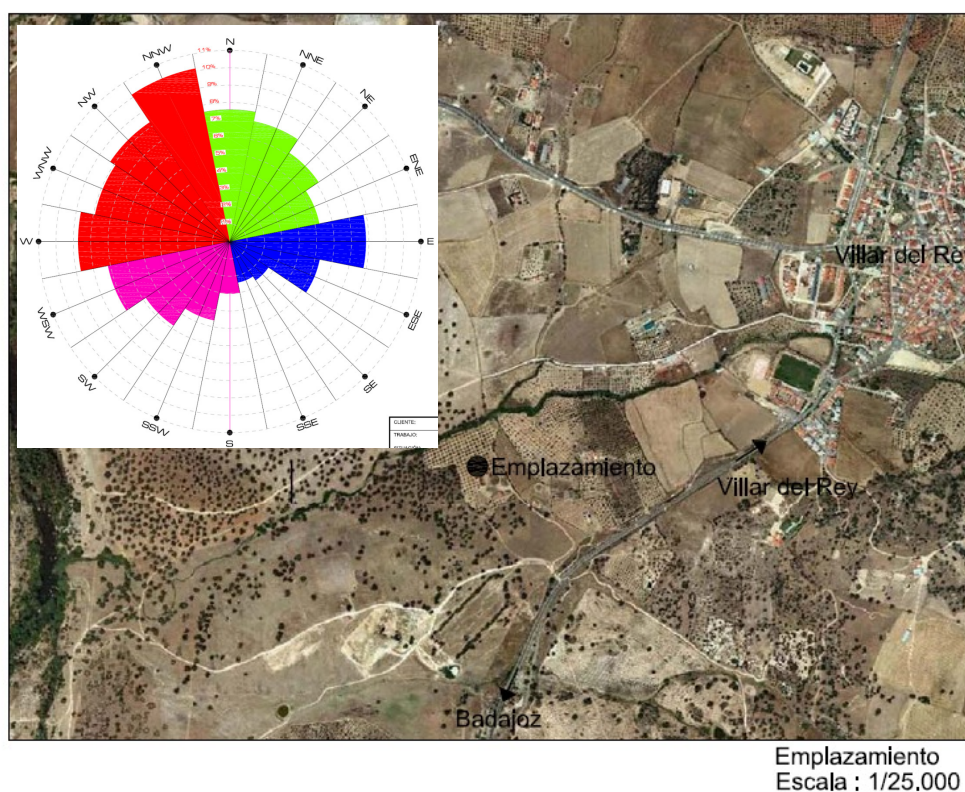 N
NNE
NE
ENE
E
ESE
SE
SSE
S
SSW
SW
WSW
W
WNW
NW
NNW
11%
10%
9%
8%
7%
CLIENTE:
TRABAJO:
Villar del Re
Emplazamiento
Villar del Rey
Badajoz
Emplazamiento
Escala : 1/25,000